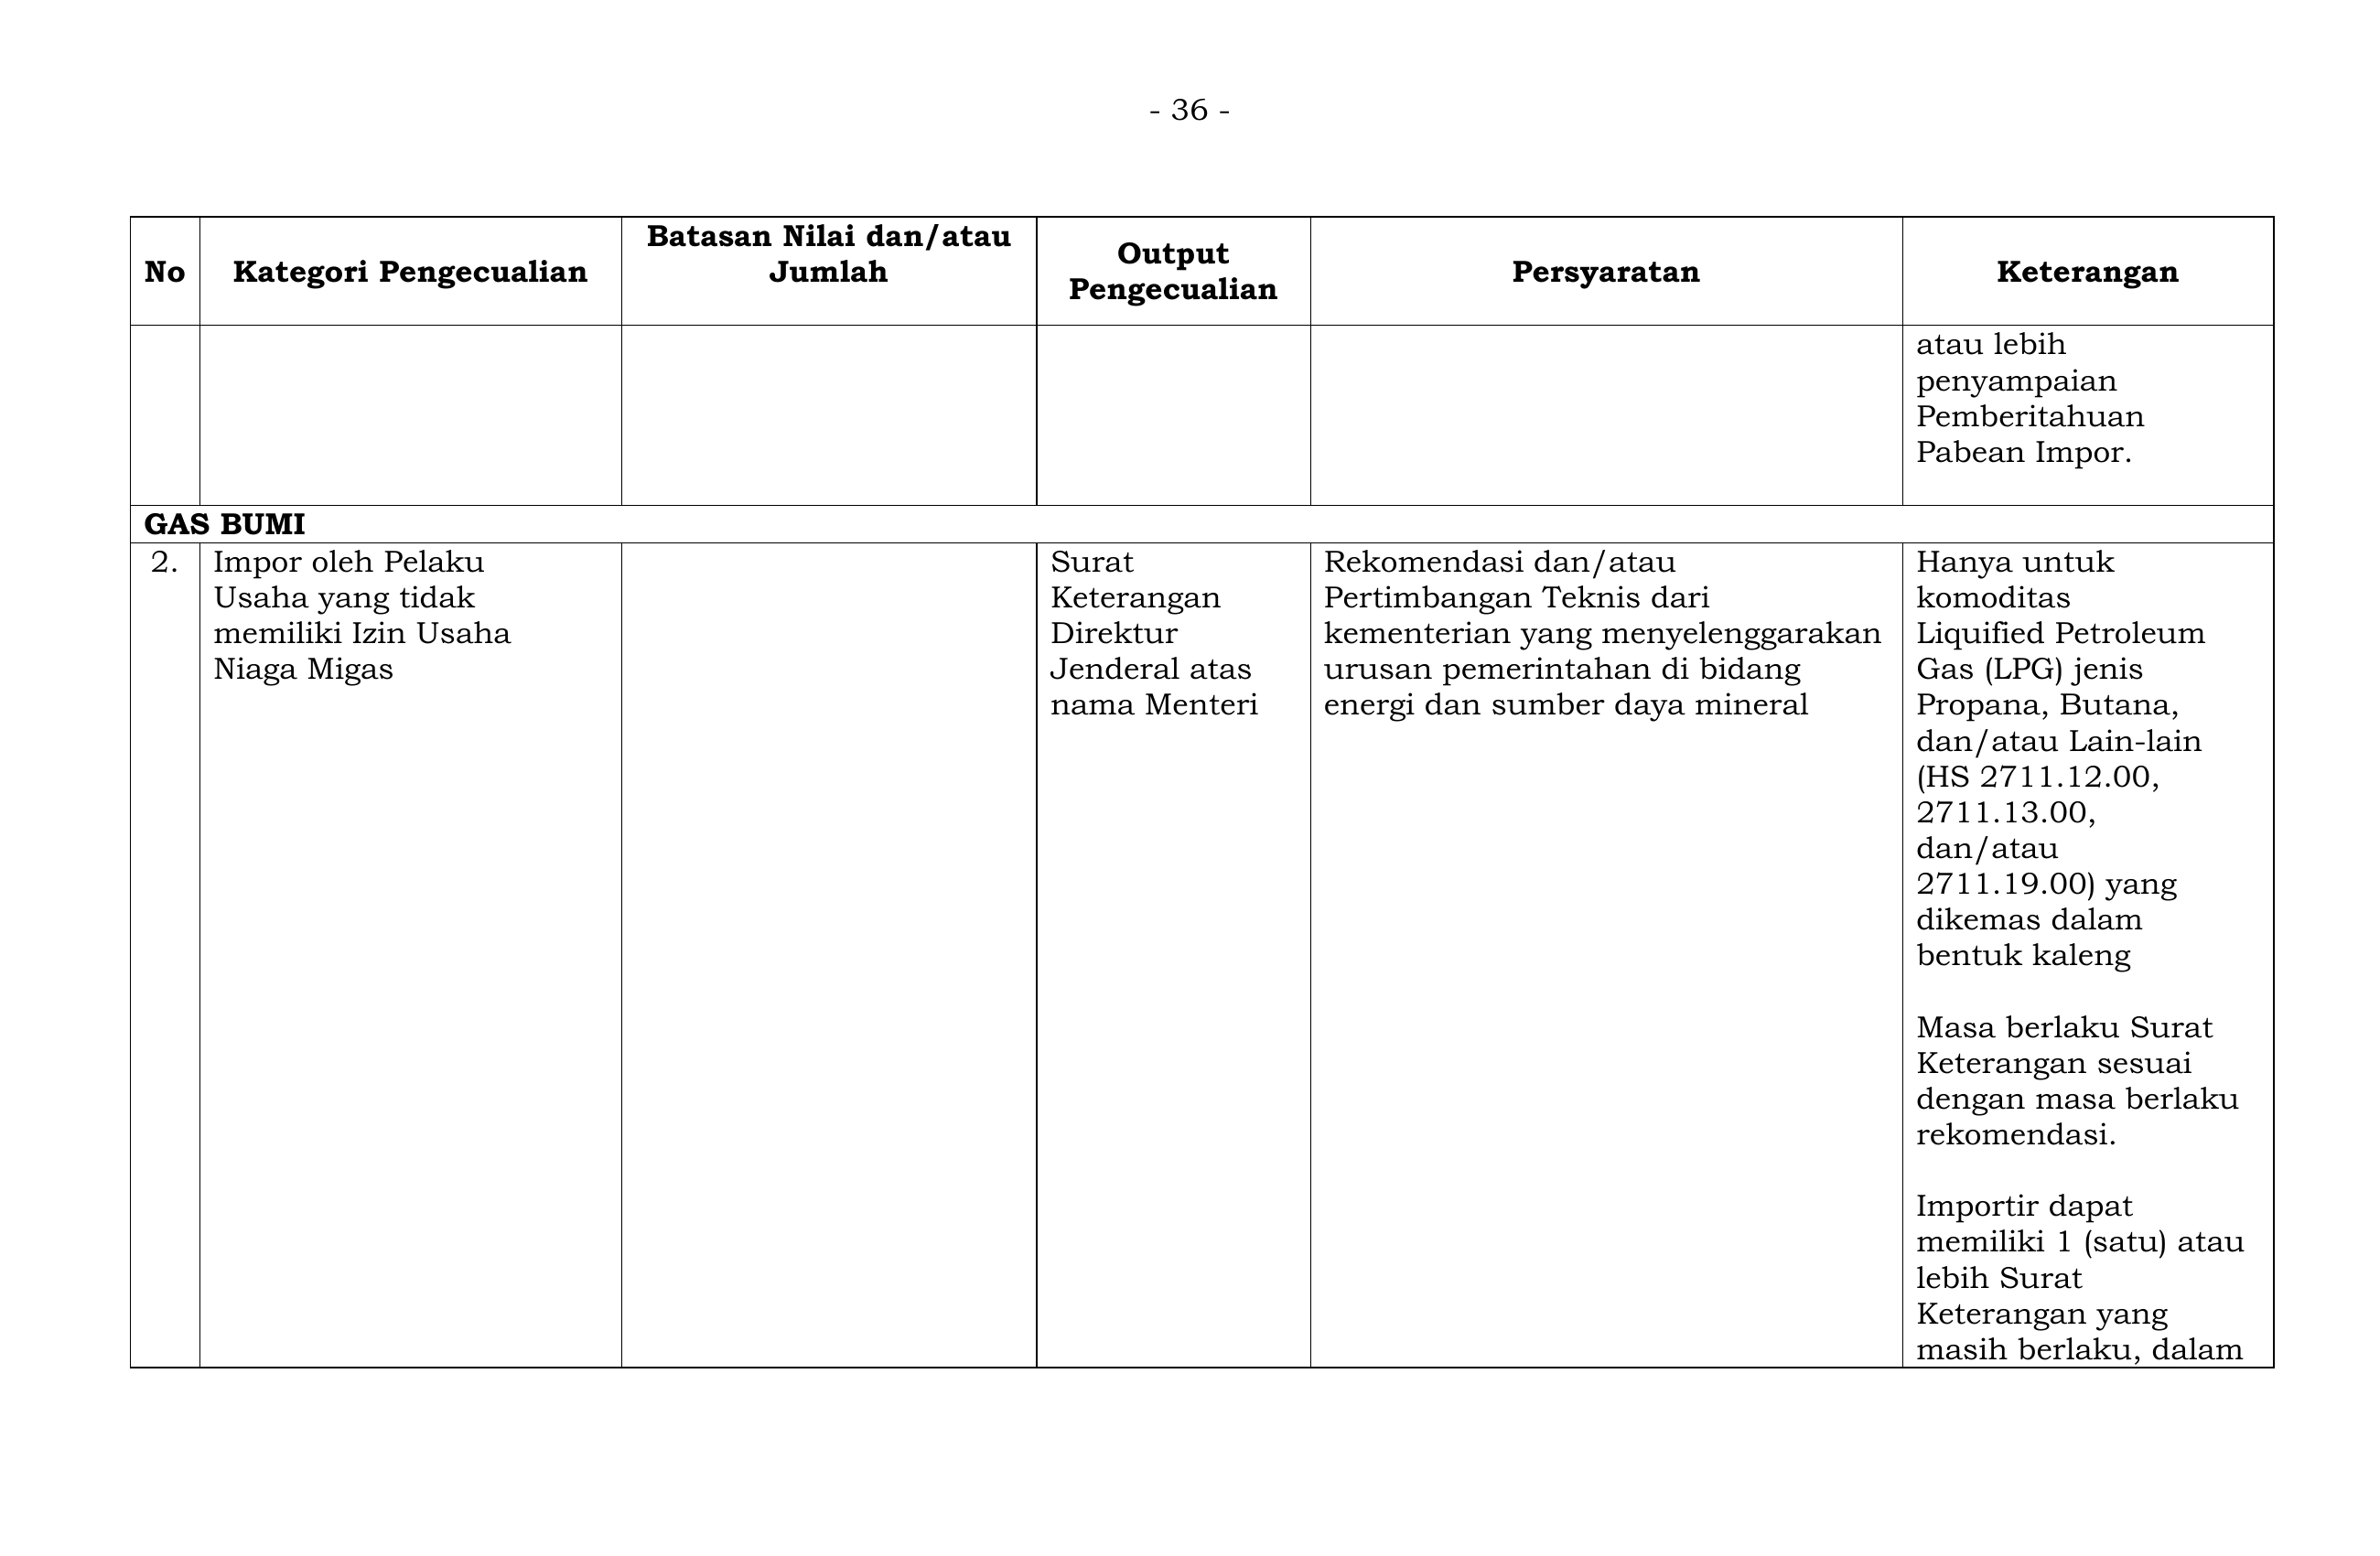 - 36 -
No
Kategori Pengecualian
Batasan Nilai dan/atau
Jumlah
Output
Pengecualian
Persyaratan
Keterangan
atau lebih
penyampaian
Pemberitahuan
Pabean Impor.
GAS BUMI
2.
Impor oleh Pelaku
Usaha yang tidak
memiliki Izin Usaha
Niaga Migas
Surat
Keterangan
Direktur
Jenderal atas
nama Menteri
Rekomendasi dan/atau
Pertimbangan Teknis dari
kementerian yang menyelenggarakan
urusan pemerintahan di bidang
energi dan sumber daya mineral
Hanya untuk
komoditas
Liquified Petroleum
Gas (LPG) jenis
Propana, Butana,
dan/atau Lain-lain
(HS 2711.12.00,
2711.13.00,
dan/atau
2711.19.00) yang
dikemas dalam
bentuk kaleng
Masa berlaku Surat
Keterangan sesuai
dengan masa berlaku
rekomendasi.
Importir dapat
memiliki 1 (satu) atau
lebih Surat
Keterangan yang
masih berlaku, dalam